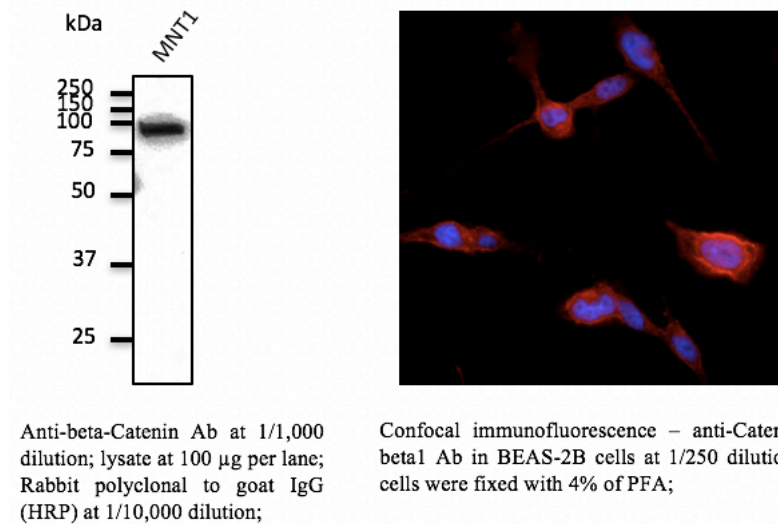 kDa
MNT1
250
150
100
75
50
37
25
Anti-beta-Catenin Ab at 1/1,000
dilution; lysate at 100 µg per lane;
Rabbit polyclonal to goat IgG
(HRP) at 1/10,000 dilution;
Confocal immunofluorescence – anti-Caten
beta1 Ab in BEAS-2B cells at 1/250 dilutio
cells were fixed with 4% of PFA;